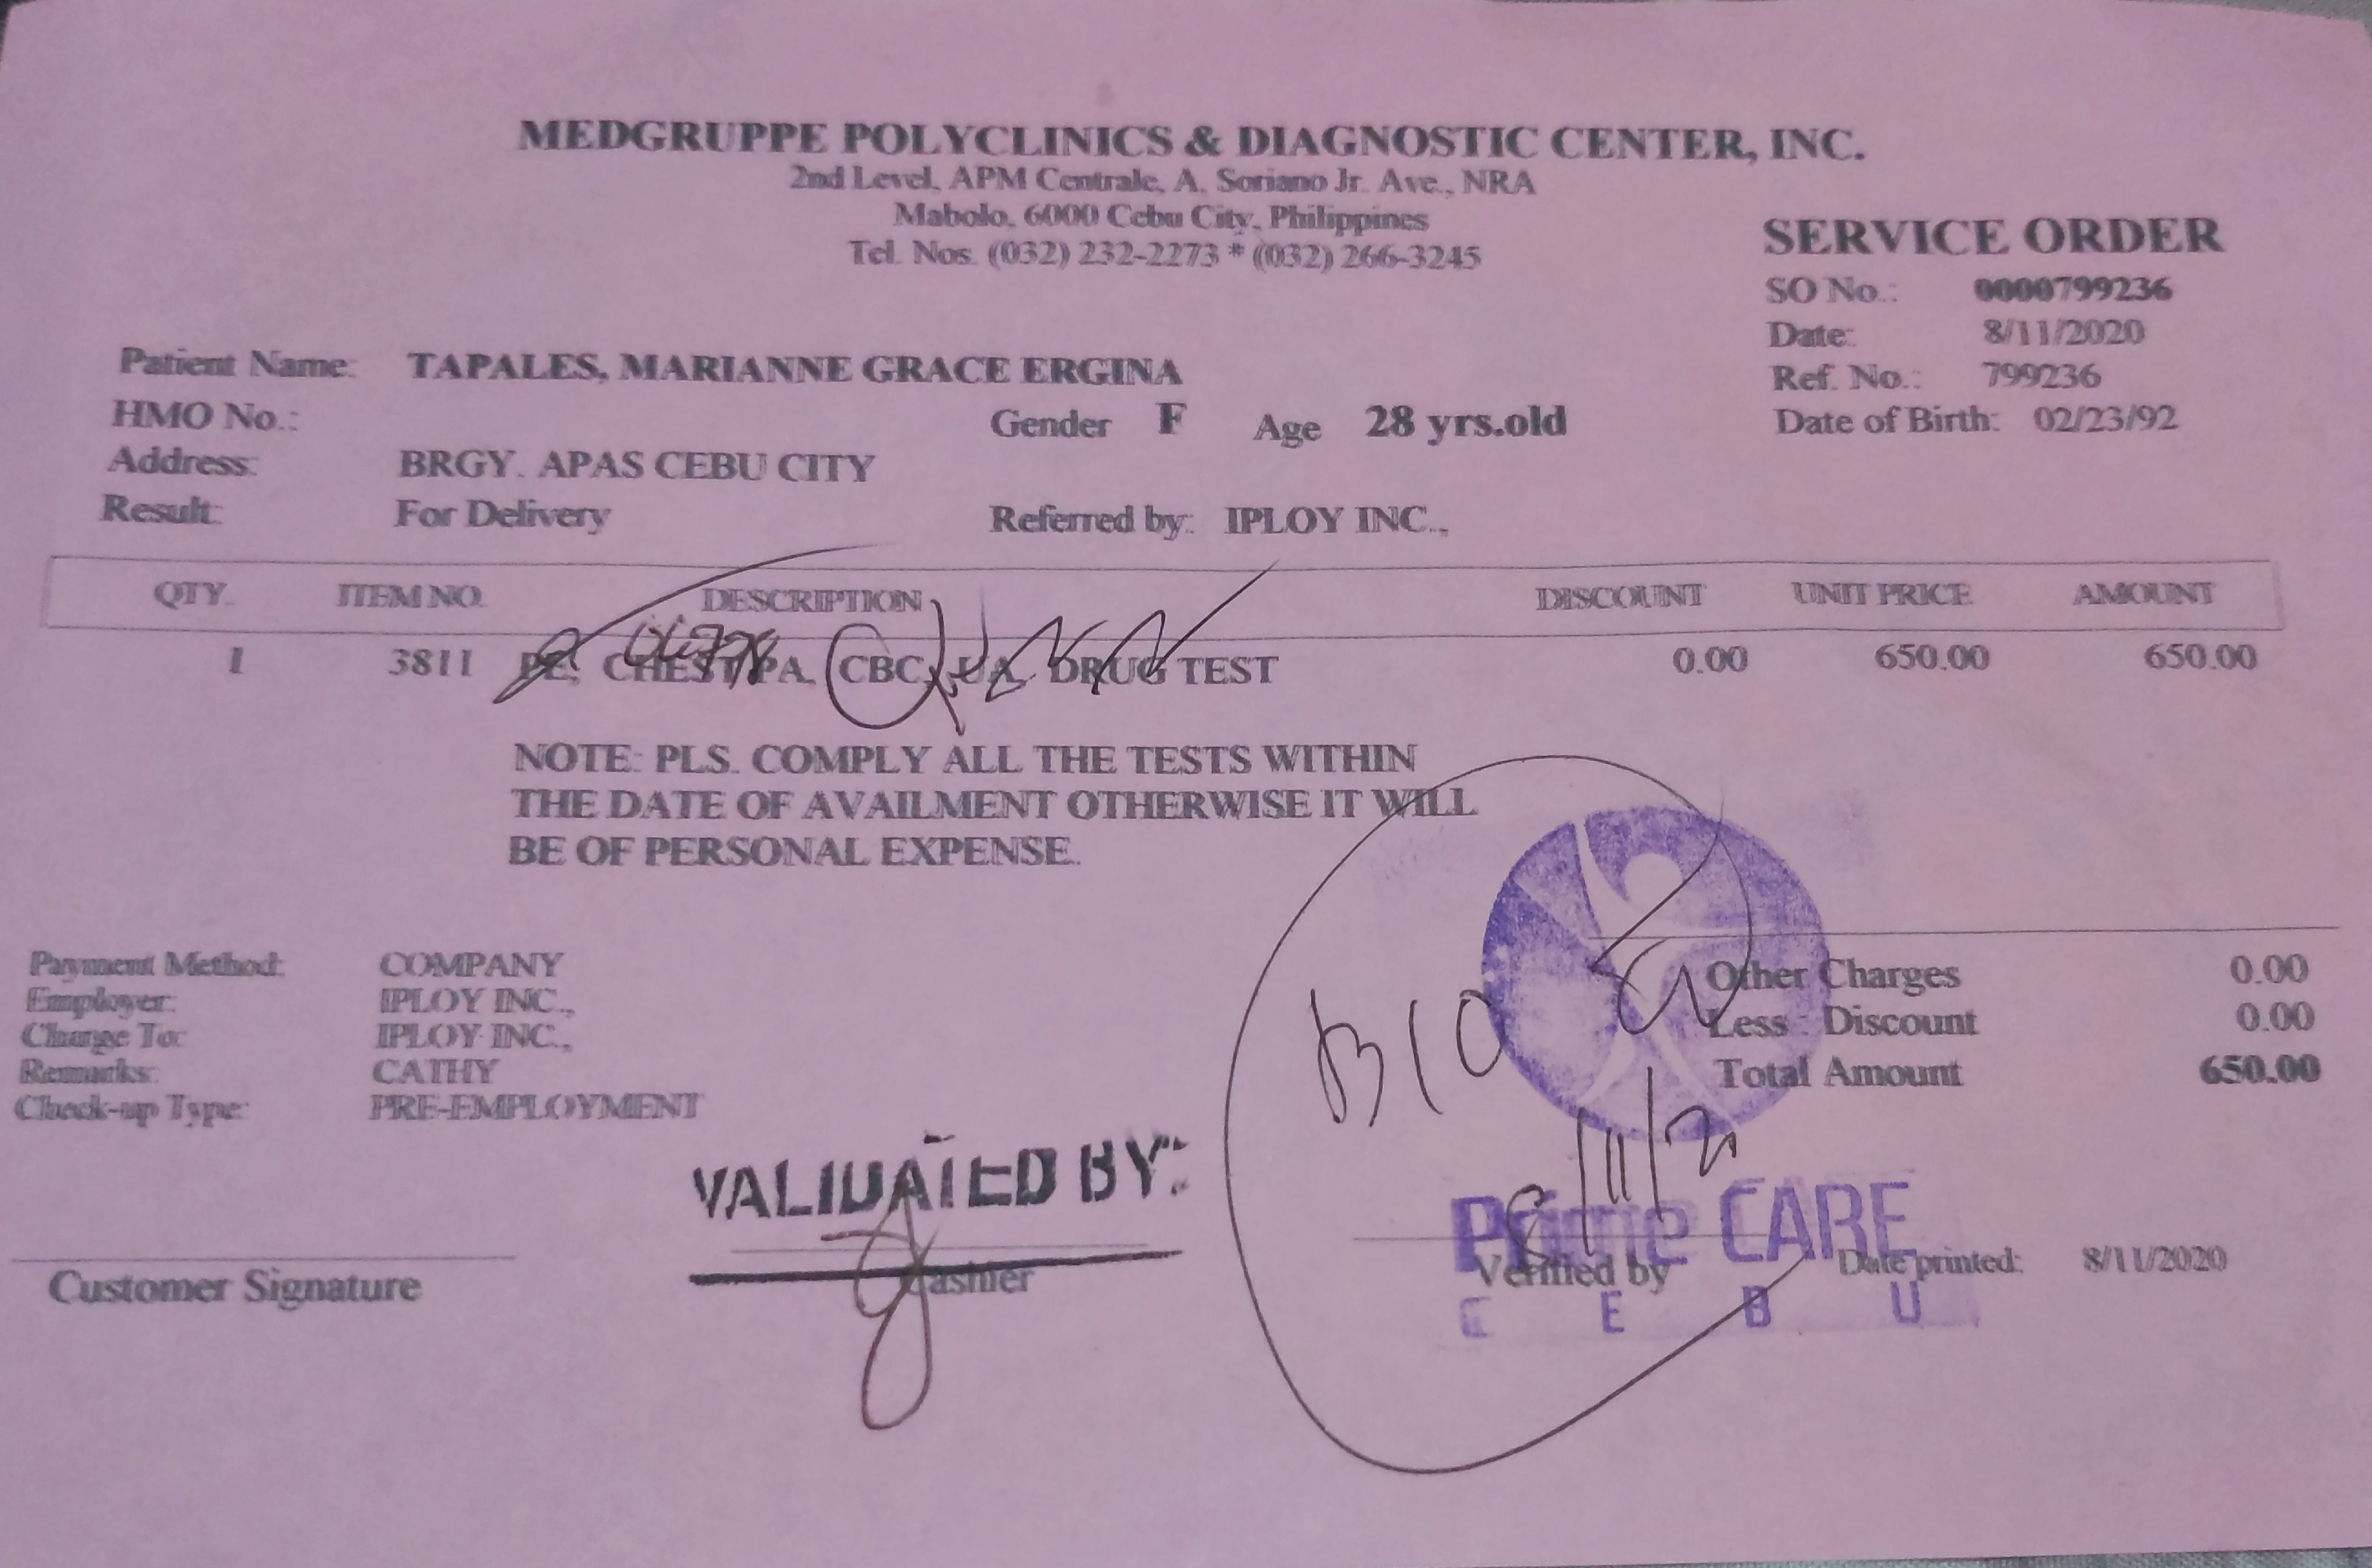 MEDGRUPPE POLYCLINICS & DIAGNOSTIC CENTER, INC.
2nd Level, APM Centrale, A. Soriano Jr. Ave., NRA
Mabolo, 6000 Cebu City, Philippines
Tel. Nos. (032) 232-2273 * (032) 266-3245
SERVICE ORDER
SO No.: 0000799236
Date: 8/11/2020
Ref. No.: 799236
Date of Birth: 02/23/92
Patient Name: TAPALES, MARIANNE GRACE ERGINA
HMO No.: Gender F Age 28 yrs.old
Address: BRGY. APAS CEBU CITY
Result: For Delivery Referred by: IPLOY INC.,
QTY. ITEM NO. DESCRIPTION DISCOUNT UNIT PRICE AMOUNT
1 3811 PE, CHEST PA, CBC, UA, DRUG TEST 0.00 650.00 650.00
NOTE: PLS. COMPLY ALL THE TESTS WITHIN
THE DATE OF AVAILMENT OTHERWISE IT WILL
BE OF PERSONAL EXPENSE.
Payment Method: COMPANY
Employer: IPLOY INC.,
Charge To: IPLOY INC.,
Remarks: CATHY
Check-up Type: PRE-EMPLOYMENT
Other Charges 0.00
Less : Discount 0.00
Total Amount 650.00
B10
8/11/20
VALIDATED BY:
Prime CARE
CEBU
Customer Signature
Cashier
Verified by
Date printed: 8/11/2020